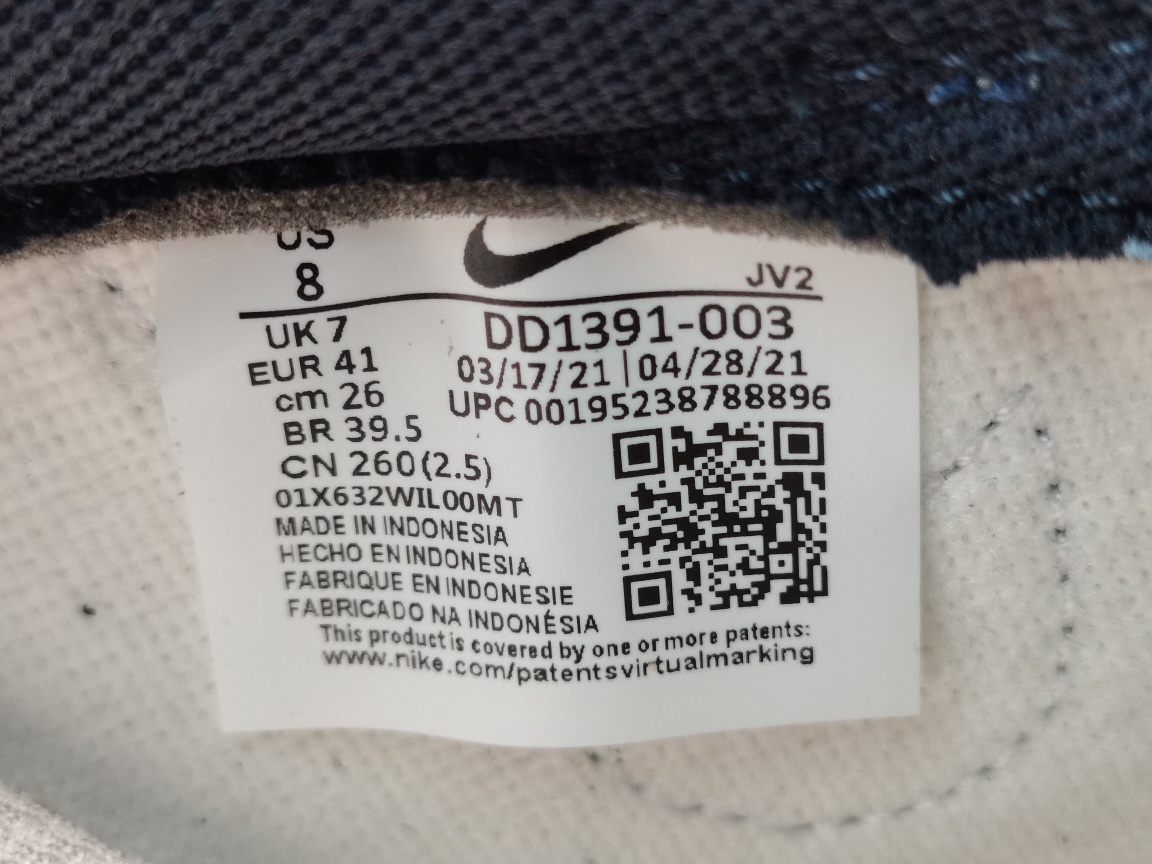 US
8
JV2
UK 7
DD1391-003
EUR 41
03/17/21 | 04/28/21
cm 26
UPC 00195238788896
BR 39.5
CN 260(2.5)
01X632WIL00MT
MADE IN INDONESIA
HECHO EN INDONESIA
FABRIQUE EN INDONESIE
FABRICADO NA INDONÉSIA
This product is covered by one or more patents:
www.nike.com/patentsvirtualmarking